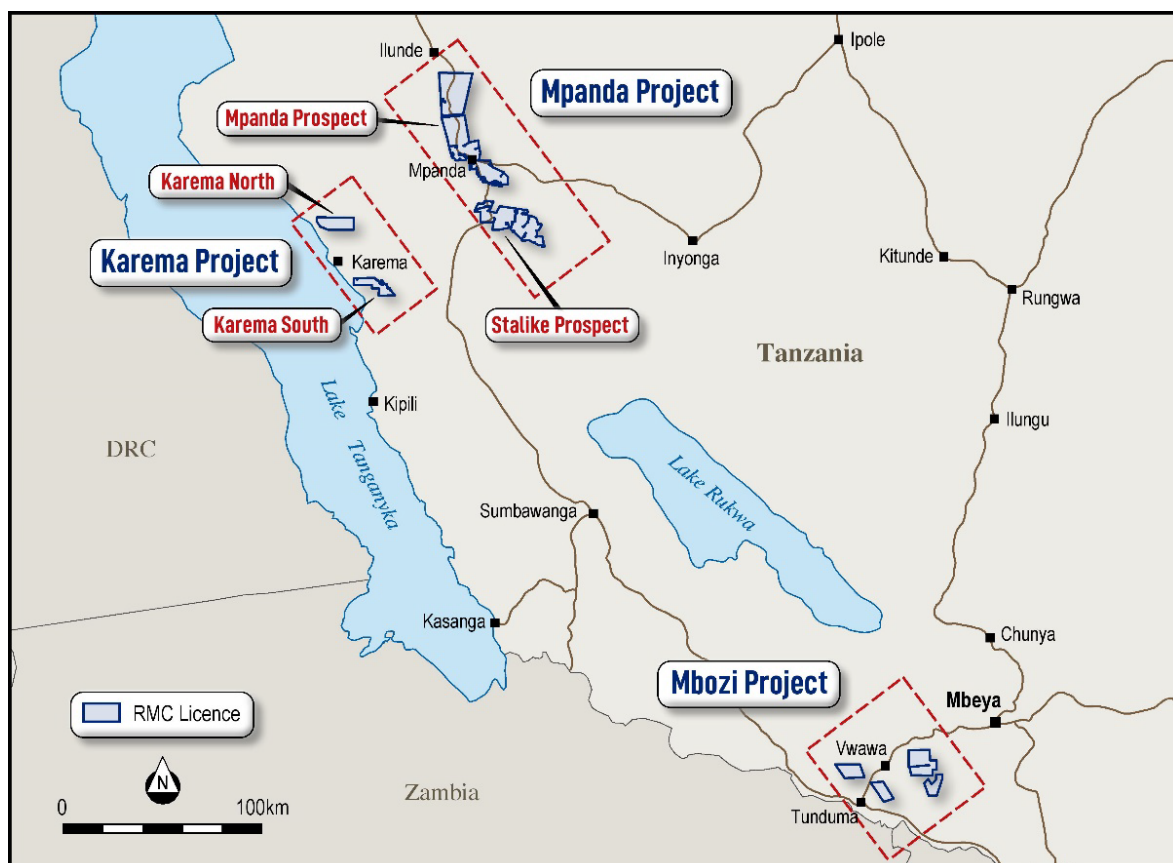 Ilunde
Ipole
Mpanda Project
Mpanda Prospect
Mpanda
Karema North
Karema Project
Karema
Inyonga
Kitunde
Rungwa
Karema South
Stalike Prospect
Tanzania
Kipili
Ilungu
DRC
Lake Tanganyika
Lake Rukwa
Sumbawanga
Kasanga
Chunya
Mbozi Project
Mbeya
RMC Licence
Vwawa
N
Zambia
Tunduma
0 100km